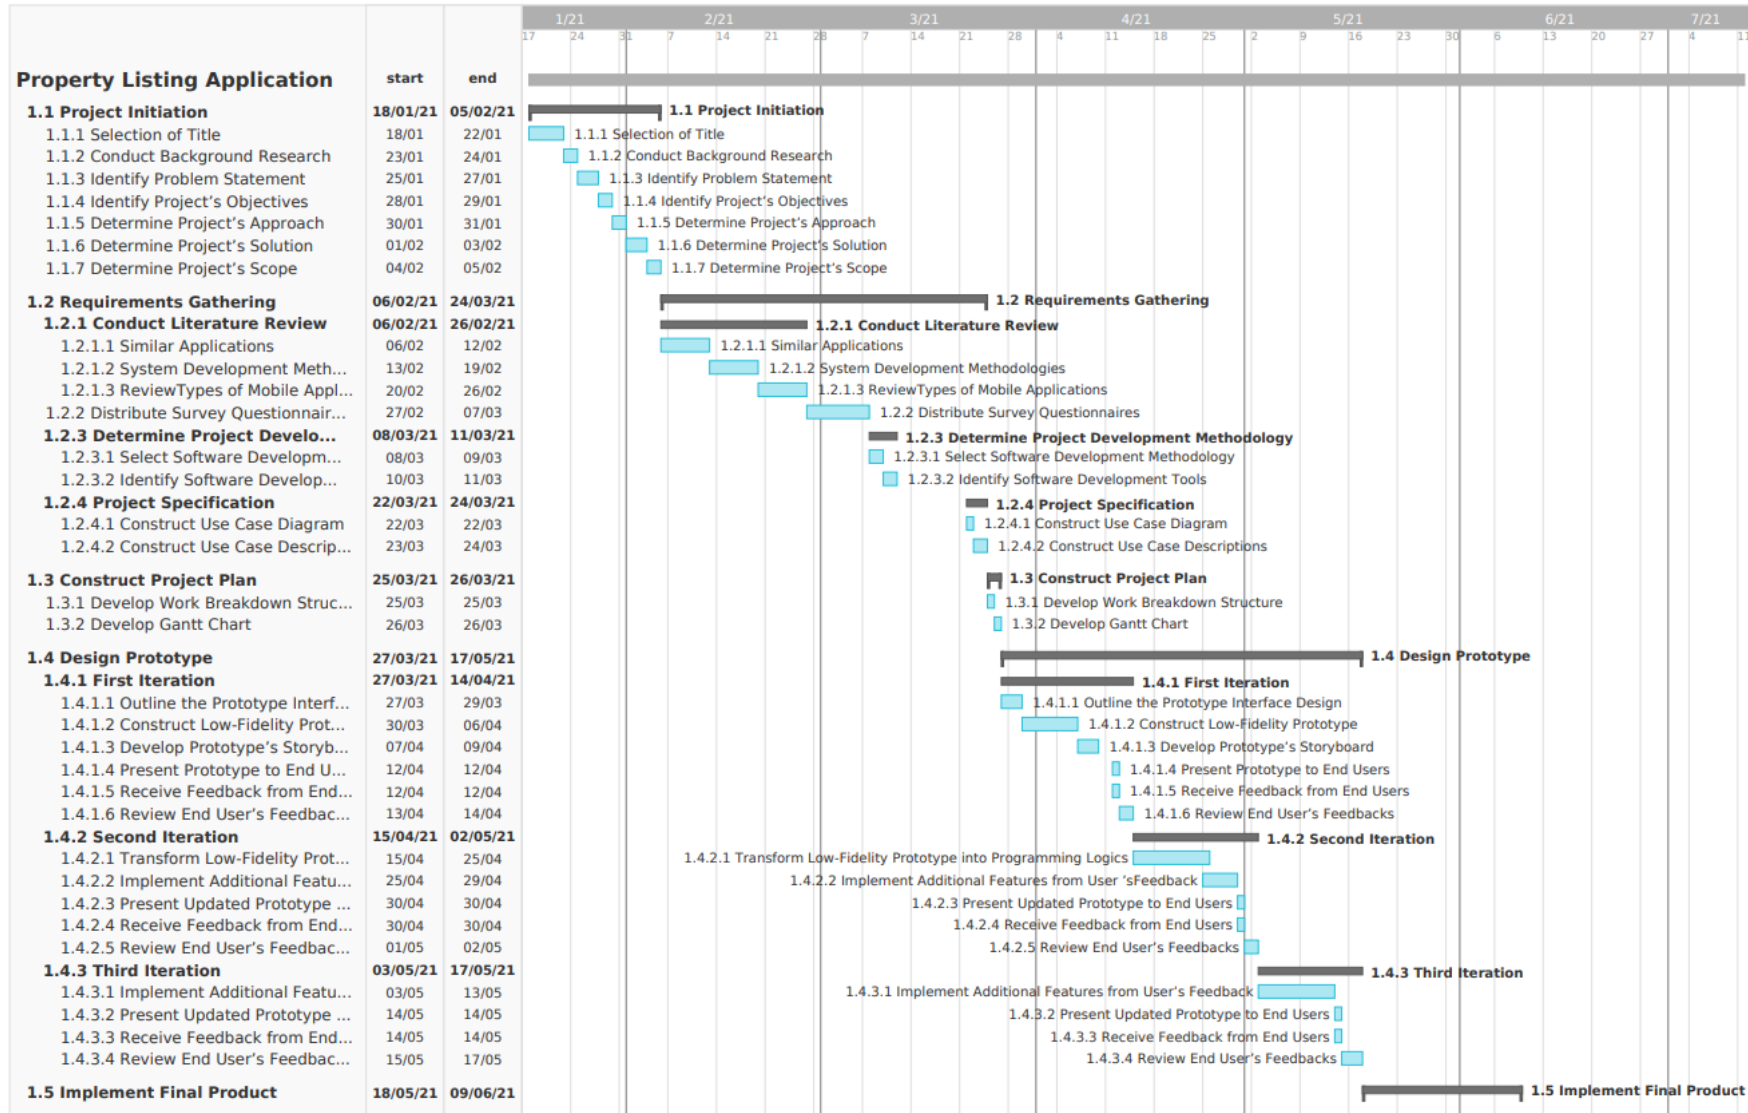 1/21 2/21 3/21 4/21 5/21 6/21 7/21
17 24 31 7 14 21 28 7 14 21 28 4 11 18 25 2 9 16 23 30 6 13 20 27 4 11
Property Listing Application start end
1.1 Project Initiation 18/01/21 05/02/21 1.1 Project Initiation
1.1.1 Selection of Title 18/01 22/01 1.1.1 Selection of Title
1.1.2 Conduct Background Research 23/01 24/01 1.1.2 Conduct Background Research
1.1.3 Identify Problem Statement 25/01 27/01 1.1.3 Identify Problem Statement
1.1.4 Identify Project's Objectives 28/01 29/01 1.1.4 Identify Project's Objectives
1.1.5 Determine Project's Approach 30/01 31/01 1.1.5 Determine Project's Approach
1.1.6 Determine Project's Solution 01/02 03/02 1.1.6 Determine Project's Solution
1.1.7 Determine Project's Scope 04/02 05/02 1.1.7 Determine Project's Scope
1.2 Requirements Gathering 06/02/21 24/03/21 1.2 Requirements Gathering
1.2.1 Conduct Literature Review 06/02/21 26/02/21 1.2.1 Conduct Literature Review
1.2.1.1 Similar Applications 06/02 12/02 1.2.1.1 Similar Applications
1.2.1.2 System Development Meth... 13/02 19/02 1.2.1.2 System Development Methodologies
1.2.1.3 ReviewTypes of Mobile Appl... 20/02 26/02 1.2.1.3 ReviewTypes of Mobile Applications
1.2.2 Distribute Survey Questionnair... 27/02 07/03 1.2.2 Distribute Survey Questionnaires
1.2.3 Determine Project Develo... 08/03/21 11/03/21 1.2.3 Determine Project Development Methodology
1.2.3.1 Select Software Developm... 08/03 09/03 1.2.3.1 Select Software Development Methodology
1.2.3.2 Identify Software Develop... 10/03 11/03 1.2.3.2 Identify Software Development Tools
1.2.4 Project Specification 22/03/21 24/03/21 1.2.4 Project Specification
1.2.4.1 Construct Use Case Diagram 22/03 22/03 1.2.4.1 Construct Use Case Diagram
1.2.4.2 Construct Use Case Descrip... 23/03 24/03 1.2.4.2 Construct Use Case Descriptions
1.3 Construct Project Plan 25/03/21 26/03/21 1.3 Construct Project Plan
1.3.1 Develop Work Breakdown Struc... 25/03 25/03 1.3.1 Develop Work Breakdown Structure
1.3.2 Develop Gantt Chart 26/03 26/03 1.3.2 Develop Gantt Chart
1.4 Design Prototype 27/03/21 17/05/21 1.4 Design Prototype
1.4.1 First Iteration 27/03/21 14/04/21 1.4.1 First Iteration
1.4.1.1 Outline the Prototype Interf... 27/03 29/03 1.4.1.1 Outline the Prototype Interface Design
1.4.1.2 Construct Low-Fidelity Prot... 30/03 06/04 1.4.1.2 Construct Low-Fidelity Prototype
1.4.1.3 Develop Prototype's Storyb... 07/04 09/04 1.4.1.3 Develop Prototype's Storyboard
1.4.1.4 Present Prototype to End U... 12/04 12/04 1.4.1.4 Present Prototype to End Users
1.4.1.5 Receive Feedback from End... 12/04 12/04 1.4.1.5 Receive Feedback from End Users
1.4.1.6 Review End User's Feedbac... 13/04 14/04 1.4.1.6 Review End User's Feedbacks
1.4.2 Second Iteration 15/04/21 02/05/21 1.4.2 Second Iteration
1.4.2.1 Transform Low-Fidelity Prot... 15/04 25/04 1.4.2.1 Transform Low-Fidelity Prototype into Programming Logics
1.4.2.2 Implement Additional Featu... 25/04 29/04 1.4.2.2 Implement Additional Features from User 'sFeedback
1.4.2.3 Present Updated Prototype ... 30/04 30/04 1.4.2.3 Present Updated Prototype to End Users
1.4.2.4 Receive Feedback from End... 30/04 30/04 1.4.2.4 Receive Feedback from End Users
1.4.2.5 Review End User's Feedbac... 01/05 02/05 1.4.2.5 Review End User's Feedbacks
1.4.3 Third Iteration 03/05/21 17/05/21 1.4.3 Third Iteration
1.4.3.1 Implement Additional Featu... 03/05 13/05 1.4.3.1 Implement Additional Features from User's Feedback
1.4.3.2 Present Updated Prototype ... 14/05 14/05 1.4.3.2 Present Updated Prototype to End Users
1.4.3.3 Receive Feedback from End... 14/05 14/05 1.4.3.3 Receive Feedback from End Users
1.4.3.4 Review End User's Feedbac... 15/05 17/05 1.4.3.4 Review End User's Feedbacks
1.5 Implement Final Product 18/05/21 09/06/21 1.5 Implement Final Product